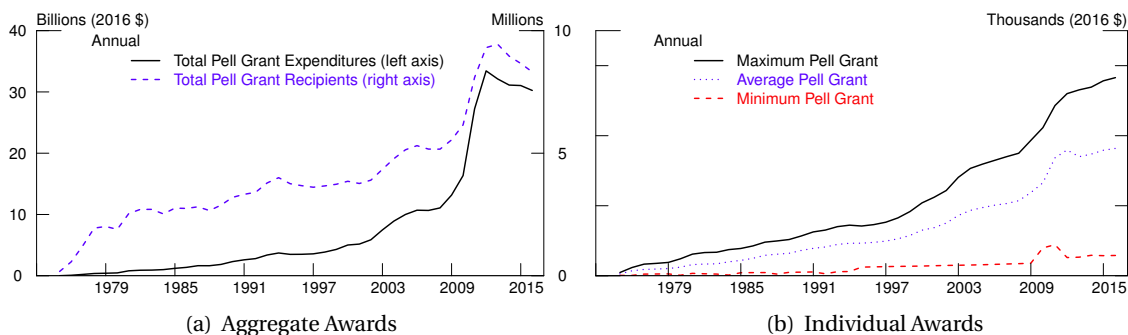 Billions (2016 $)
Millions
40
30
20
10
0
10
5
0
Annual
Total Pell Grant Expenditures (left axis)
Total Pell Grant Recipients (right axis)
1979 1985 1991 1997 2003 2009 2015
(a) Aggregate Awards
Thousands (2016 $)
10
5
0
Annual
Maximum Pell Grant
Average Pell Grant
Minimum Pell Grant
1979 1985 1991 1997 2003 2009 2015
(b) Individual Awards